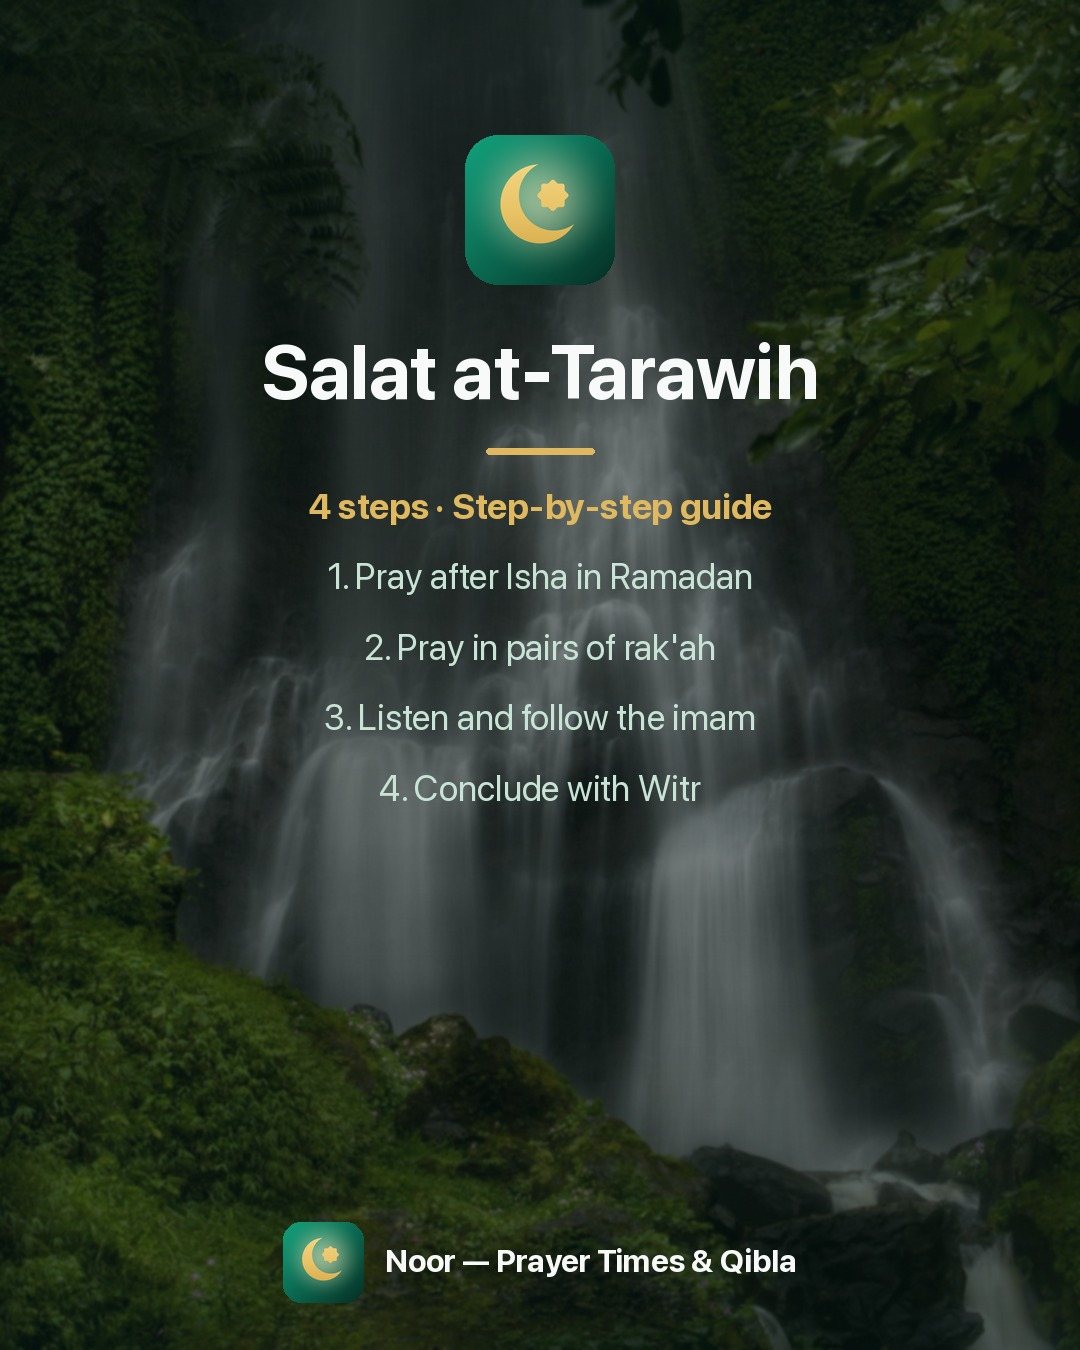 Salat at-Tarawih
4 steps · Step-by-step guide
1. Pray after Isha in Ramadan
2. Pray in pairs of rak'ah
3. Listen and follow the imam
4. Conclude with Witr
Noor — Prayer Times & Qibla